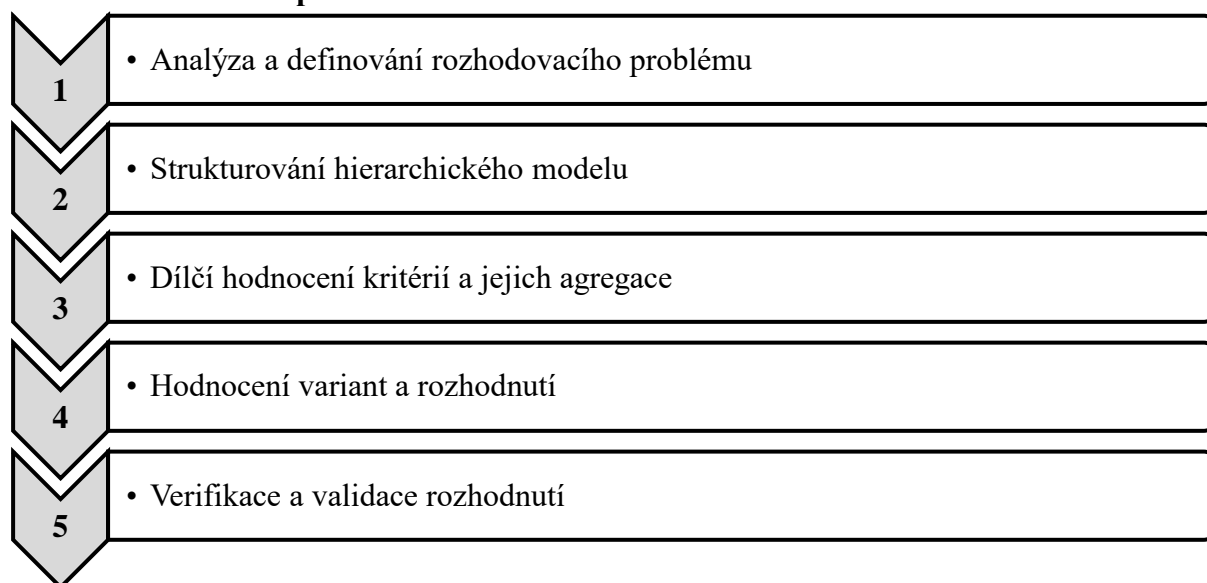 1
• Analýza a definování rozhodovacího problému
2
• Strukturování hierarchického modelu
3
• Dílčí hodnocení kritérií a jejich agregace
4
• Hodnocení variant a rozhodnutí
5
• Verifikace a validace rozhodnutí